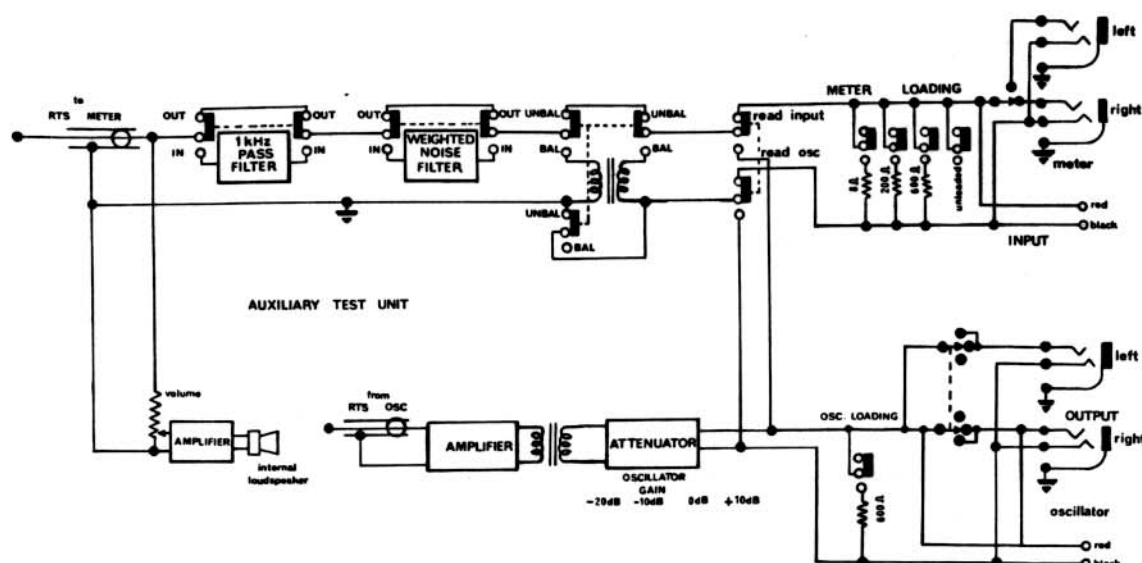 left
to
RTS METER
OUT OUT
OUT OUT
UNBAL UNBAL
METER LOADING
read input
right
1kHz PASS FILTER
WEIGHTED NOISE FILTER
IN IN
IN IN
BAL BAL
read osc
8Ω
200Ω
600Ω
unloaded
meter
UNBAL
BAL
red
black
INPUT
AUXILIARY TEST UNIT
left
volume
from
RTS OSC
OSC. LOADING
OUTPUT
AMPLIFIER
AMPLIFIER
ATTENUATOR
right
internal loudspeaker
OSCILLATOR GAIN
-20dB -10dB 0dB +10dB
600Ω
oscillator
red
black